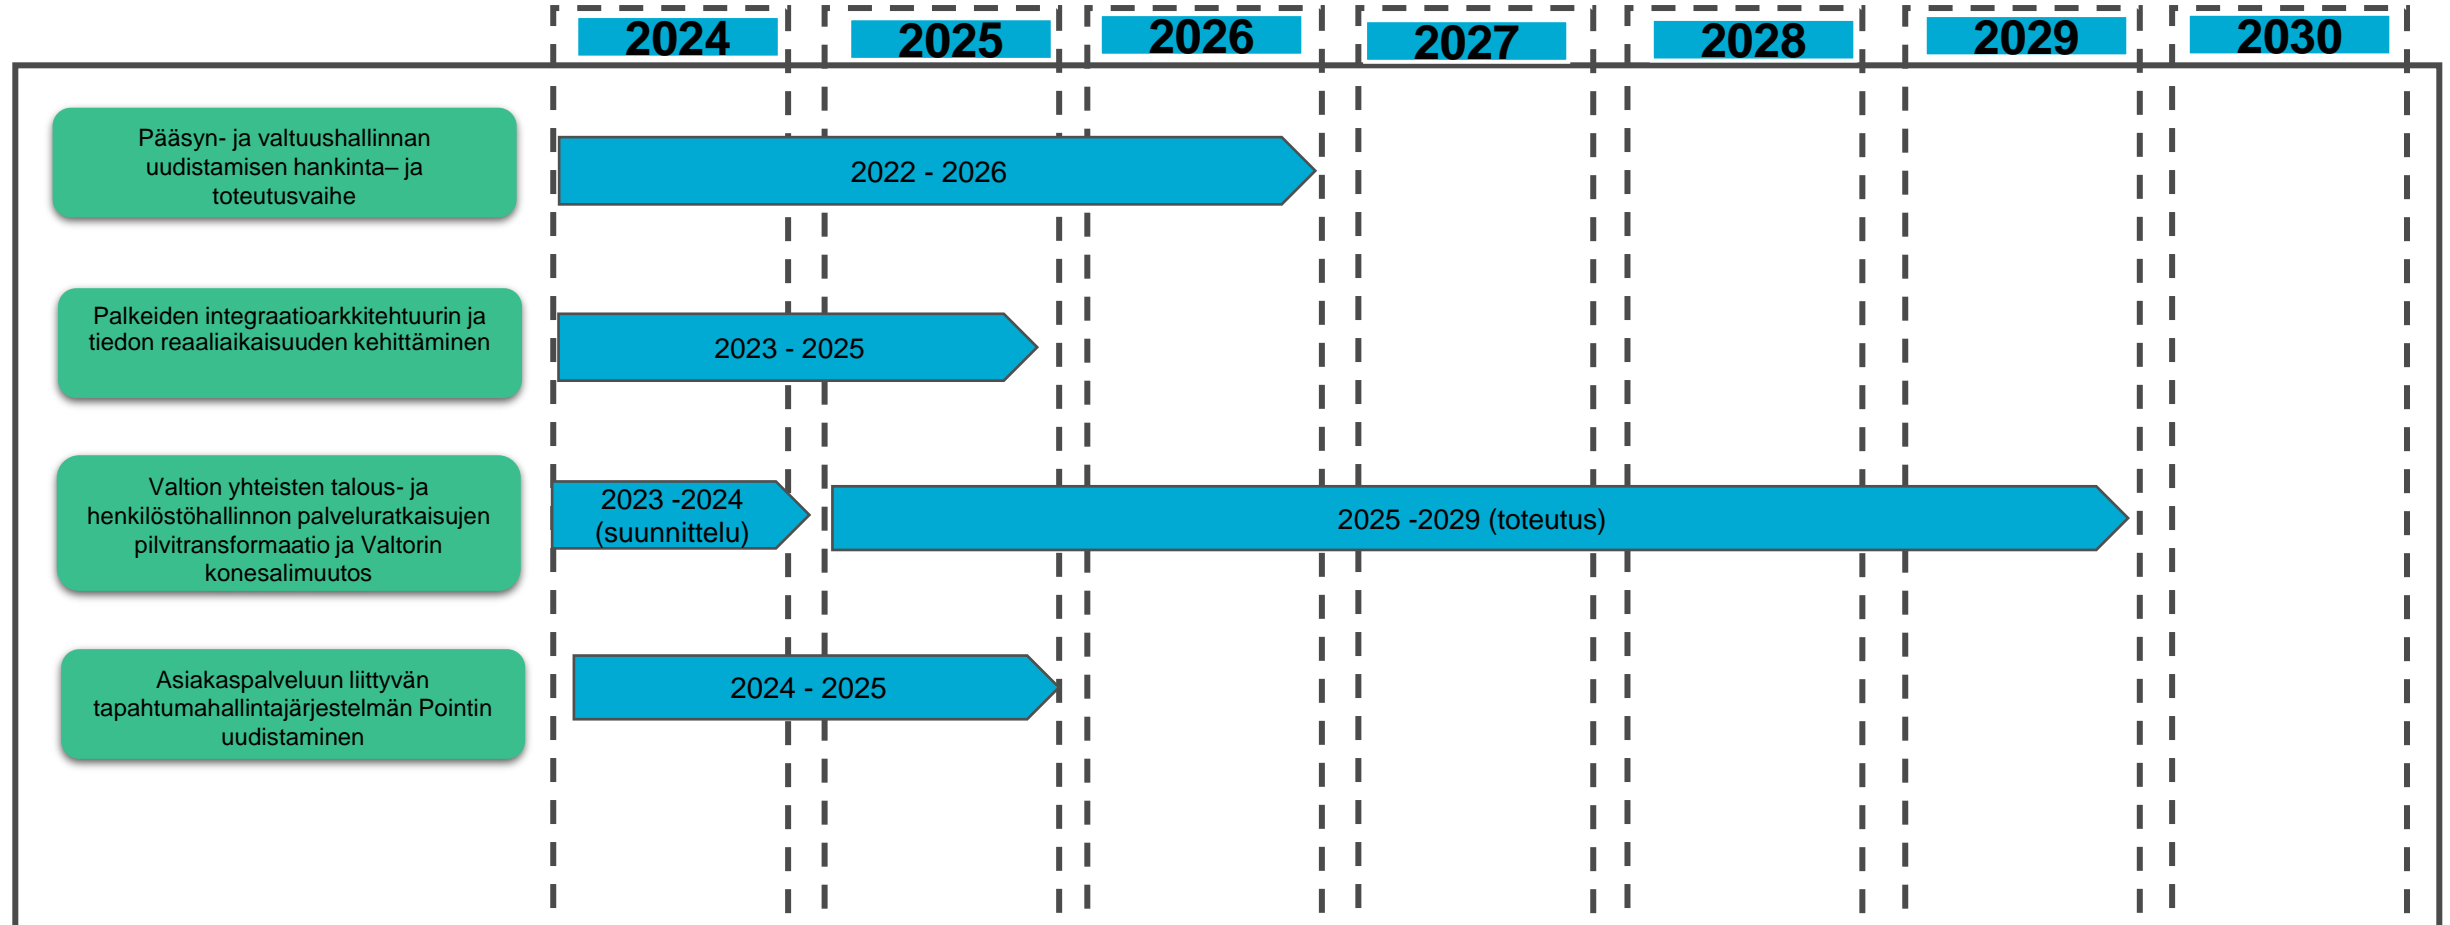 2024
2025
2026
2027
2028
2029
2030
Pääsyn- ja valtuushallinnan
uudistamisen hankinta– ja
toteutusvaihe
2022 - 2026
Palkeiden integraatioarkkitehtuurin ja
tiedon reaaliaikaisuuden kehittäminen
2023 - 2025
Valtion yhteisten talous- ja
henkilöstöhallinnon palveluratkaisujen
pilvitransformaatio ja Valtorin
konesalimuutos
2023 -2024
(suunnittelu)
2025 -2029 (toteutus)
Asiakaspalveluun liittyvän
tapahtumahallintajärjestelmän Pointin
uudistaminen
2024 - 2025